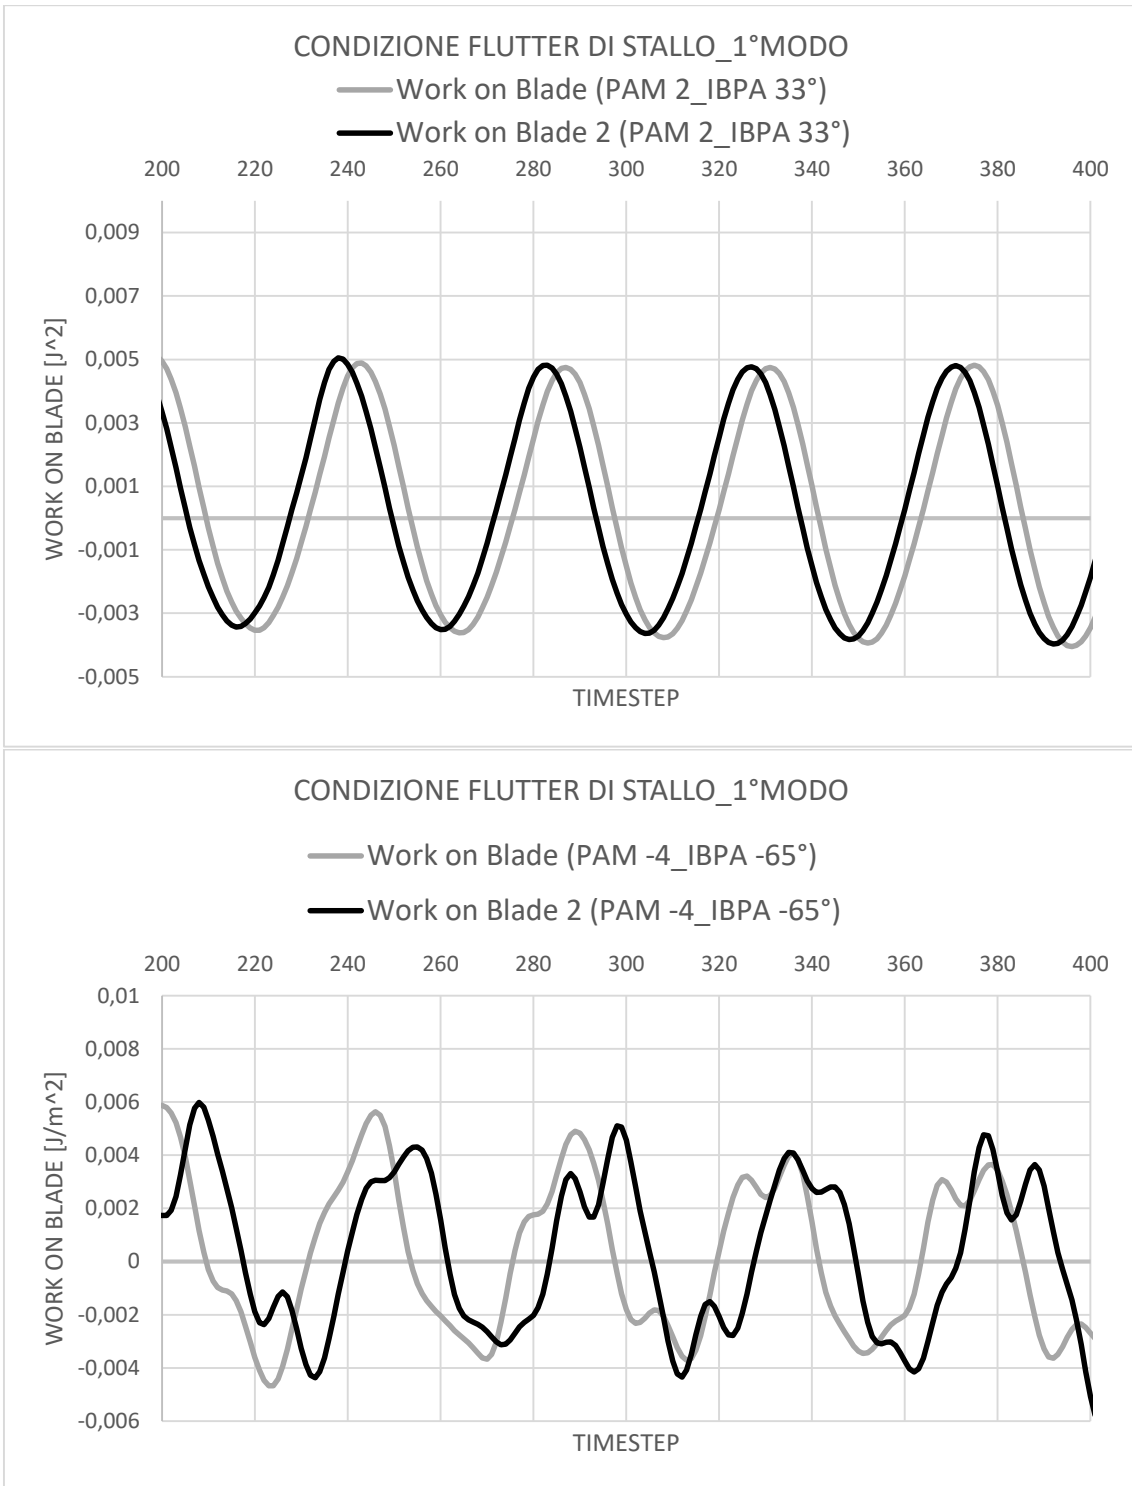 CONDIZIONE FLUTTER DI STALLO_1°MODO
Work on Blade (PAM 2_IBPA 33°)
Work on Blade 2 (PAM 2_IBPA 33°)
200 220 240 260 280 300 320 340 360 380 400
0,009
0,007
0,005
0,003
0,001
-0,001
-0,003
-0,005
WORK ON BLADE [J^2]
TIMESTEP
CONDIZIONE FLUTTER DI STALLO_1°MODO
Work on Blade (PAM -4_IBPA -65°)
Work on Blade 2 (PAM -4_IBPA -65°)
200 220 240 260 280 300 320 340 360 380 400
0,01
0,008
0,006
0,004
0,002
0
-0,002
-0,004
-0,006
WORK ON BLADE [J/m^2]
TIMESTEP